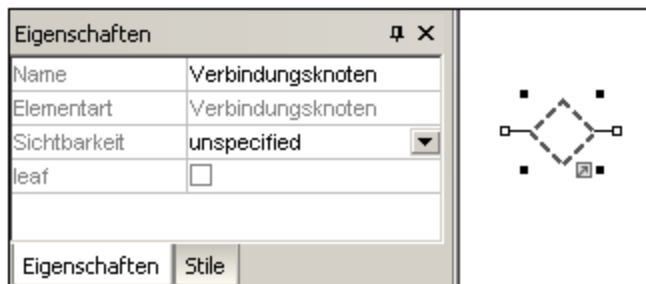 Eigenschaften
Name Verbindungsknoten
Elementart Verbindungsknoten
Sichtbarkeit unspecified
leaf
Eigenschaften Stile